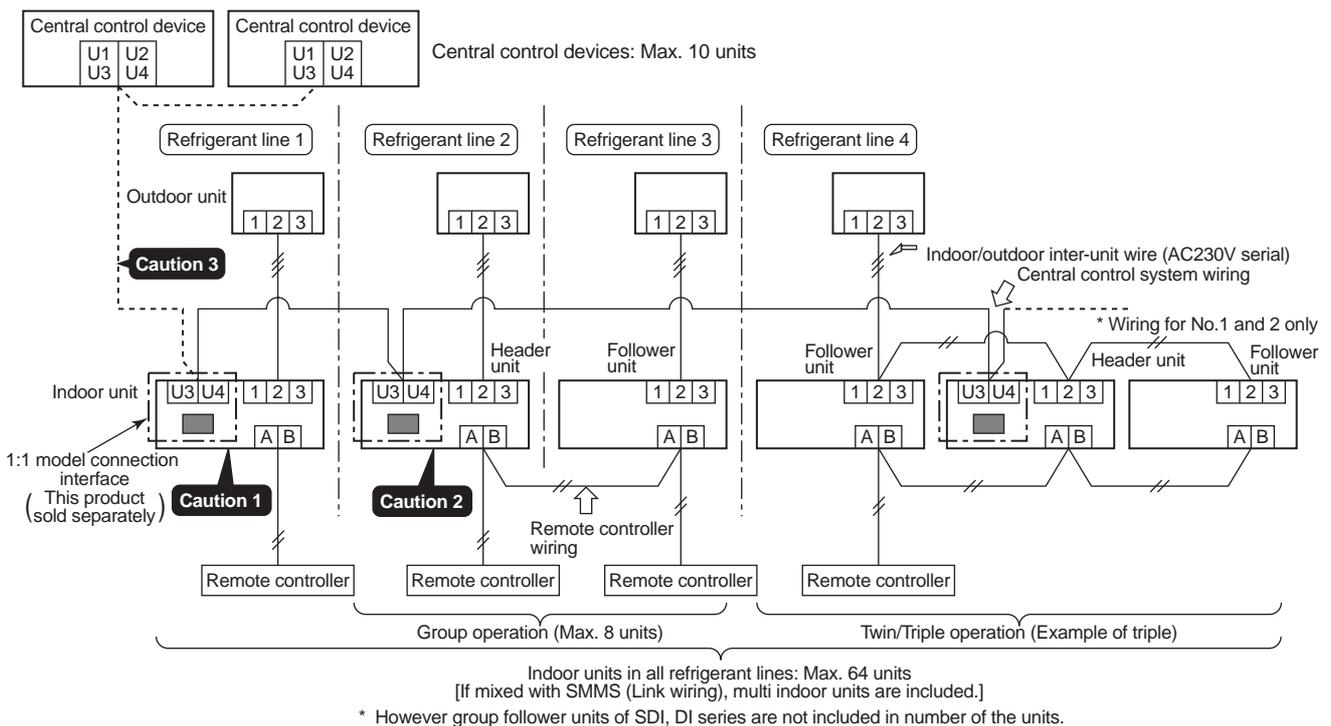 Central control device
U1 U2
U3 U4
Central control device
U1 U2
U3 U4
Central control devices: Max. 10 units
Refrigerant line 1
Refrigerant line 2
Refrigerant line 3
Refrigerant line 4
Outdoor unit
1 2 3
1 2 3
1 2 3
1 2 3
Indoor/outdoor inter-unit wire (AC230V serial)
Central control system wiring
Caution 3
* Wiring for No.1 and 2 only
Header
unit
Follower
unit
Follower
unit
Header unit
Follower
unit
Indoor unit
U3 U4
1 2 3
U3 U4
1 2 3
1 2 3
1 2 3
U3 U4
1 2 3
1 2 3
A B
A B
A B
A B
A B
A B
1:1 model connection
interface
(This product
sold separately)
Caution 1
Caution 2
Remote controller
wiring
Remote controller
Remote controller
Remote controller
Remote controller
Group operation (Max. 8 units)
Twin/Triple operation (Example of triple)
Indoor units in all refrigerant lines: Max. 64 units
[If mixed with SMMS (Link wiring), multi indoor units are included.]
* However group follower units of SDI, DI series are not included in number of the units.